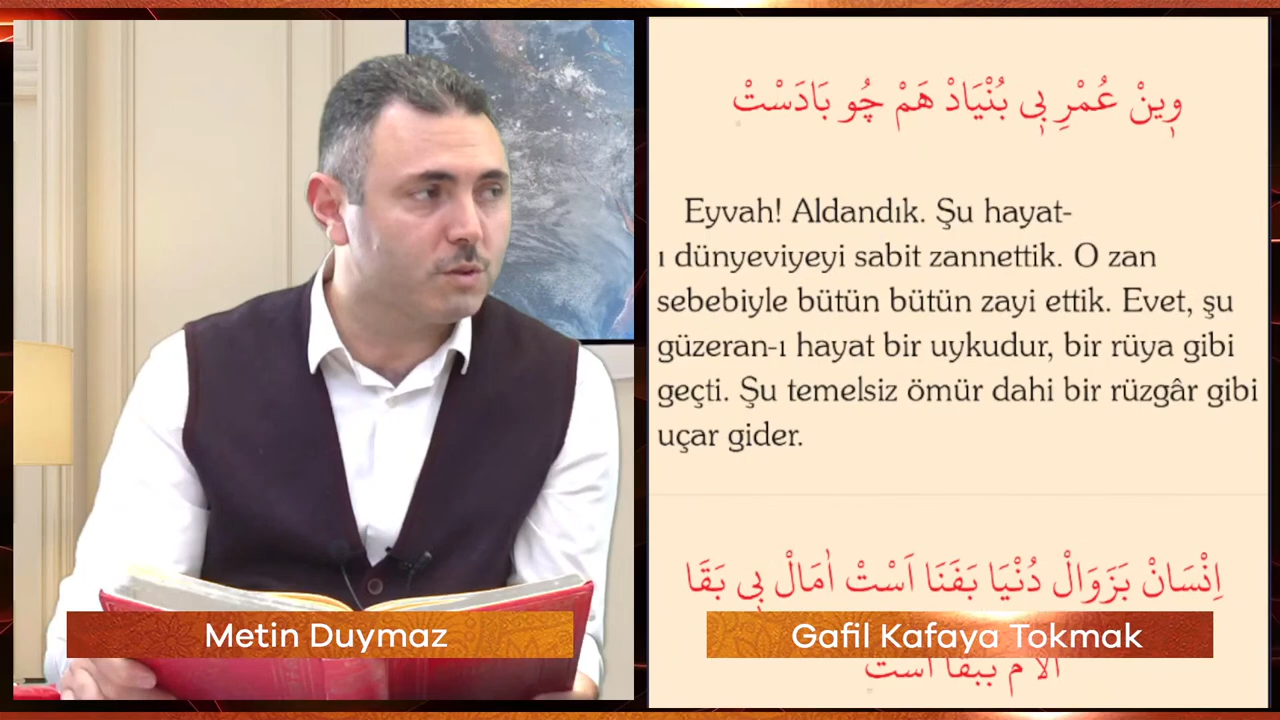 وِينْ عُمْرِ بِي بُنْيَادْ هَمْ چُو بَادَسْتْ
Eyvah! Aldandık. Şu hayat-
ı dünyeviyeyi sabit zannettik. O zan
sebebiyle bütün bütün zayi ettik. Evet, şu
güzeran-ı hayat bir uykudur, bir rüya gibi
geçti. Şu temelsiz ömür dahi bir rüzgâr gibi
uçar gider.
اِنْسَانْ بَزَوَالْ دُنْيَا بَفَنَا اَسْتْ اٰمَالْ بِي بَقَا
Metin Duymaz
Gafil Kafaya Tokmak